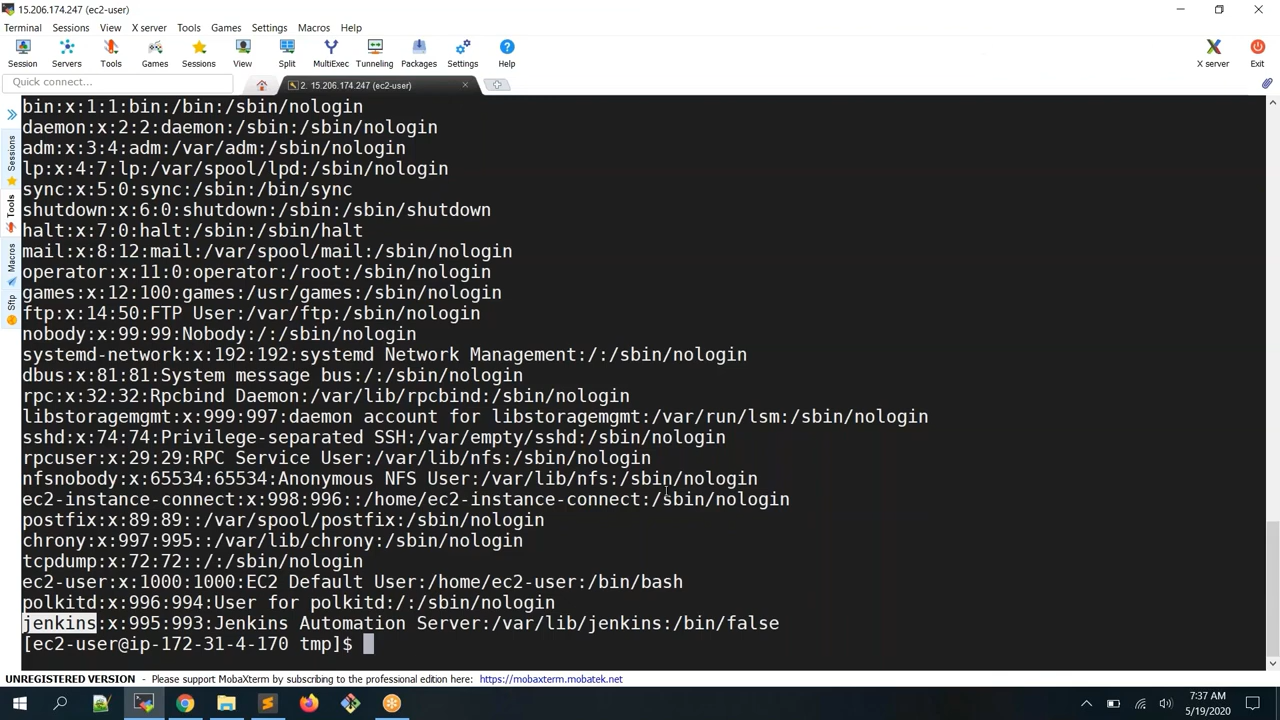 15.206.174.247 (ec2-user)
Terminal Sessions View X server Tools Games Settings Macros Help
Session Servers Tools Games Sessions View Split MultiExec Tunneling Packages Settings Help X server Exit
Quick connect...
2. 15.206.174.247 (ec2-user)
Sessions
Tools
Macros
Sftp
bin:x:1:1:bin:/bin:/sbin/nologin
daemon:x:2:2:daemon:/sbin:/sbin/nologin
adm:x:3:4:adm:/var/adm:/sbin/nologin
lp:x:4:7:lp:/var/spool/lpd:/sbin/nologin
sync:x:5:0:sync:/sbin:/bin/sync
shutdown:x:6:0:shutdown:/sbin:/sbin/shutdown
halt:x:7:0:halt:/sbin:/sbin/halt
mail:x:8:12:mail:/var/spool/mail:/sbin/nologin
operator:x:11:0:operator:/root:/sbin/nologin
games:x:12:100:games:/usr/games:/sbin/nologin
ftp:x:14:50:FTP User:/var/ftp:/sbin/nologin
nobody:x:99:99:Nobody:/:/sbin/nologin
systemd-network:x:192:192:systemd Network Management:/:/sbin/nologin
dbus:x:81:81:System message bus:/:/sbin/nologin
rpc:x:32:32:Rpcbind Daemon:/var/lib/rpcbind:/sbin/nologin
libstoragemgmt:x:999:997:daemon account for libstoragemgmt:/var/run/lsm:/sbin/nologin
sshd:x:74:74:Privilege-separated SSH:/var/empty/sshd:/sbin/nologin
rpcuser:x:29:29:RPC Service User:/var/lib/nfs:/sbin/nologin
nfsnobody:x:65534:65534:Anonymous NFS User:/var/lib/nfs:/sbin/nologin
ec2-instance-connect:x:998:996::/home/ec2-instance-connect:/sbin/nologin
postfix:x:89:89::/var/spool/postfix:/sbin/nologin
chrony:x:997:995::/var/lib/chrony:/sbin/nologin
tcpdump:x:72:72::/:/sbin/nologin
ec2-user:x:1000:1000:EC2 Default User:/home/ec2-user:/bin/bash
polkitd:x:996:994:User for polkitd:/:/sbin/nologin
jenkins:x:995:993:Jenkins Automation Server:/var/lib/jenkins:/bin/false
[ec2-user@ip-172-31-4-170 tmp]$
UNREGISTERED VERSION - Please support MobaXterm by subscribing to the professional edition here: https://mobaxterm.mobatek.net
7:37 AM
5/19/2020